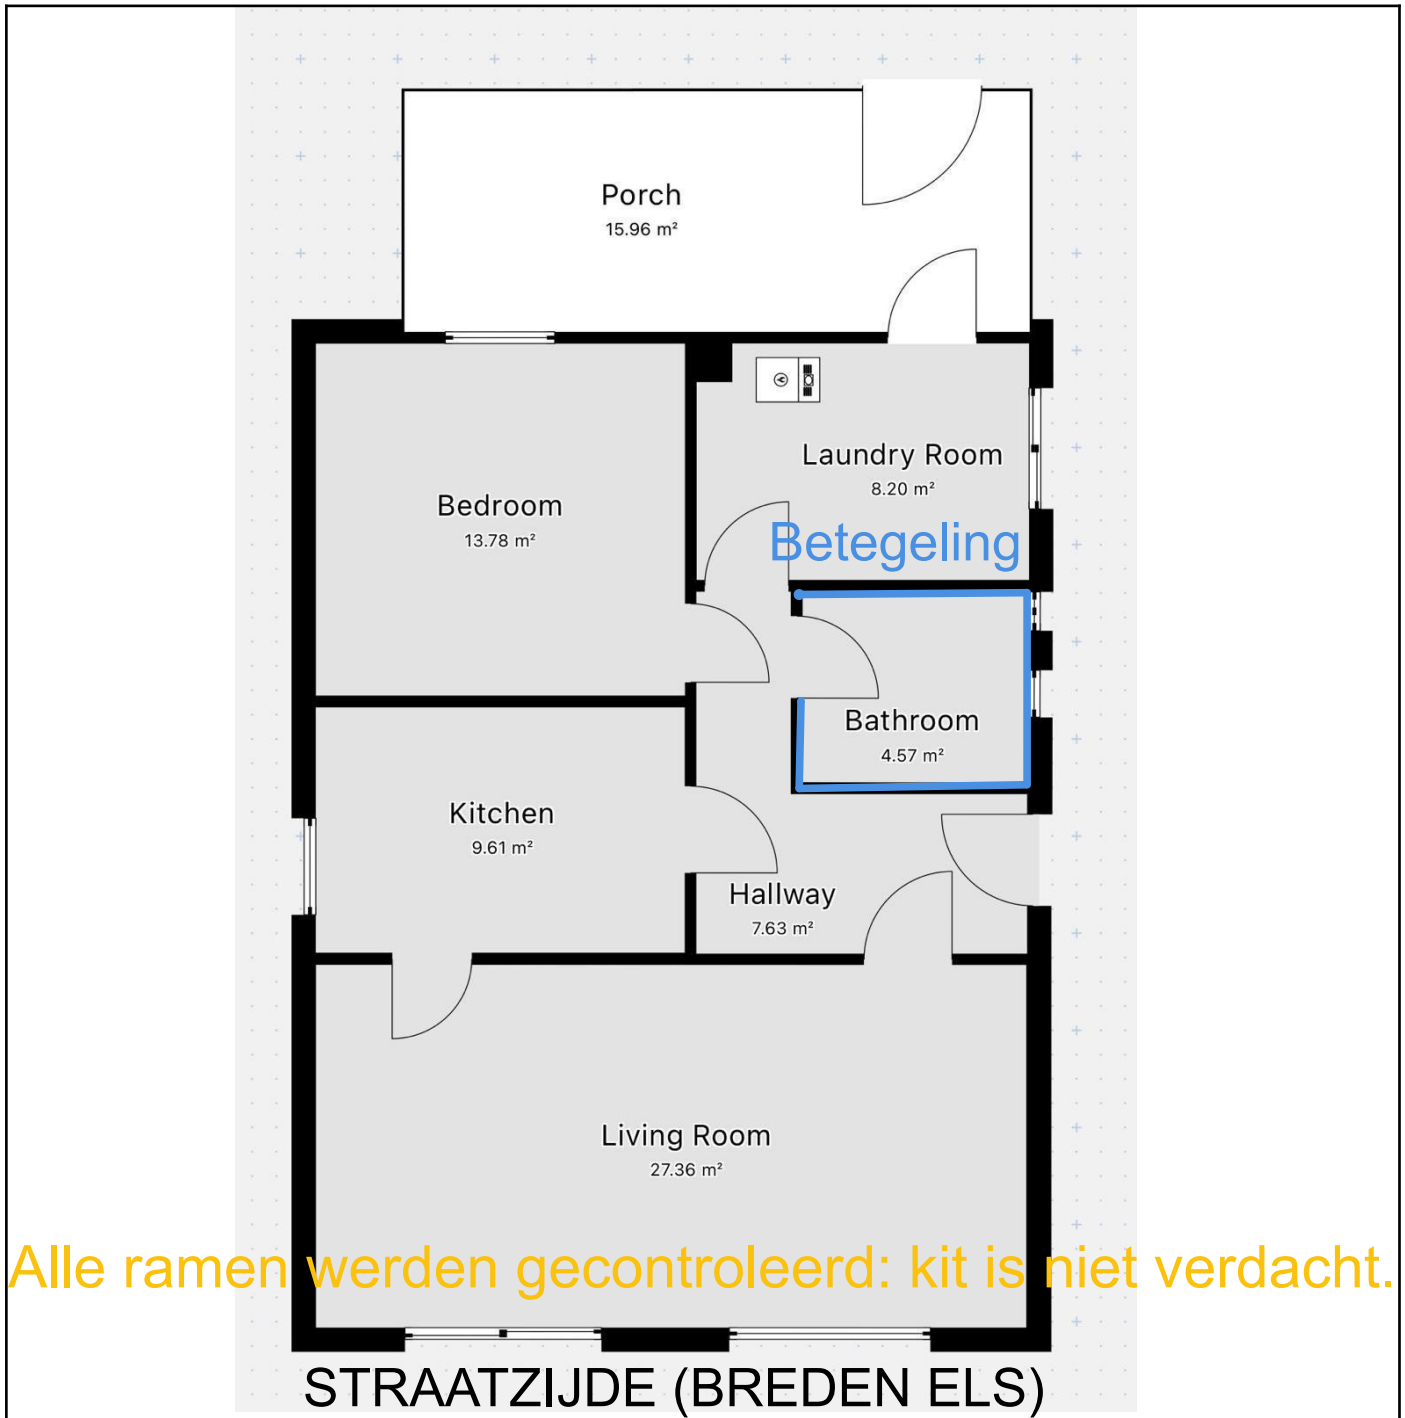 Porch
15.96 m²
Laundry Room
8.20 m²
Bedroom
13.78 m²
Betegeling
Bathroom
4.57 m²
Kitchen
9.61 m²
Hallway
7.63 m²
Living Room
27.36 m²
Alle ramen werden gecontroleerd: kit is niet verdacht.
STRAATZIJDE (BREDEN ELS)